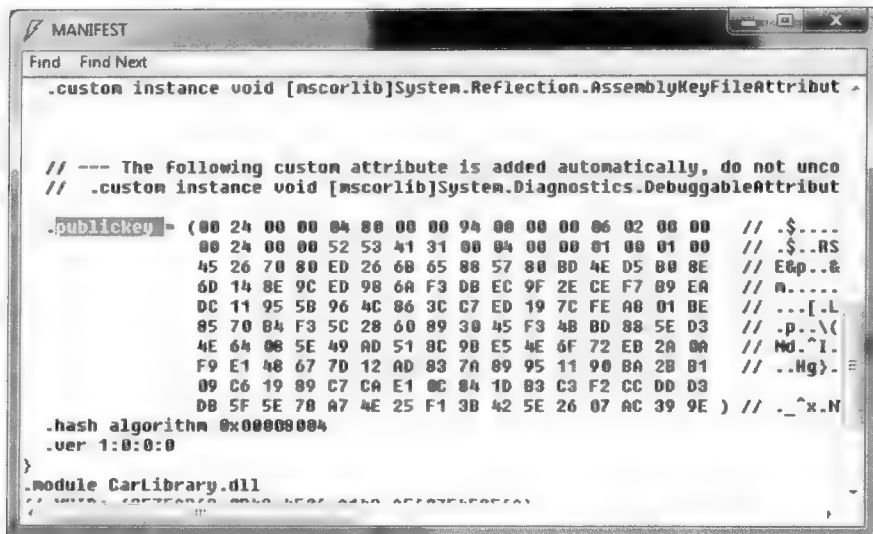 MANIFEST
Find Find Next
.custom instance void [mscorlib]System.Reflection.AssemblyKeyFileAttribut
// --- The following custom attribute is added automatically, do not unco
// .custom instance void [mscorlib]System.Diagnostics.DebuggableAttribut
.publickey = (00 24 00 00 04 80 00 00 94 00 00 00 06 02 00 00 // .$....
00 24 00 00 52 53 41 31 00 04 00 00 01 00 01 00 // .$..RS
45 26 70 80 ED 26 6B 65 88 57 80 BD 4E D5 B0 8E // E&p..&
6D 14 8E 9C ED 98 6A F3 DB EC 9F 2E CE F7 B9 EA // m.....
DC 11 95 5B 96 4C 86 3C C7 ED 19 7C FE A8 01 BE // ...[.L
85 70 B4 F3 5C 28 60 89 30 45 F3 4B BD 88 5E D3 // .p..\(
4E 64 08 5E 49 AD 51 8C 9B E5 4E 6F 72 EB 2A 0A // Nd.^I.
F9 E1 48 67 7D 12 AD 83 7A 89 95 11 90 BA 2B B1 // ..Hg}.
09 C6 19 89 C7 CA E1 0C 84 1D B3 C3 F2 CC DD D3
DB 5F 5E 78 A7 4E 25 F1 3B 42 5E 26 07 AC 39 9E ) // ._^x.N
.hash algorithm 0x00008004
.ver 1:0:0:0
}
.module CarLibrary.dll